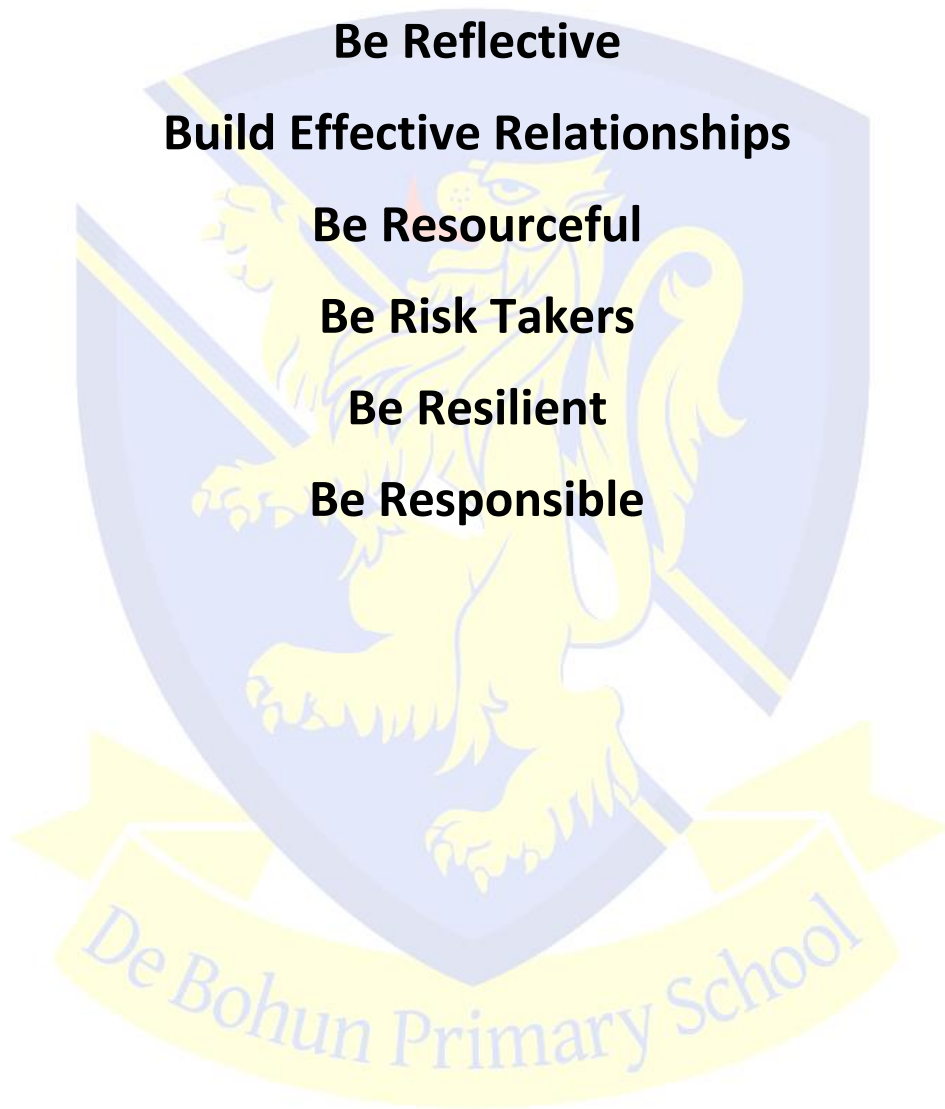 Be Reflective
Build Effective Relationships
Be Resourceful
Be Risk Takers
Be Resilient
Be Responsible
De Bohun Primary School